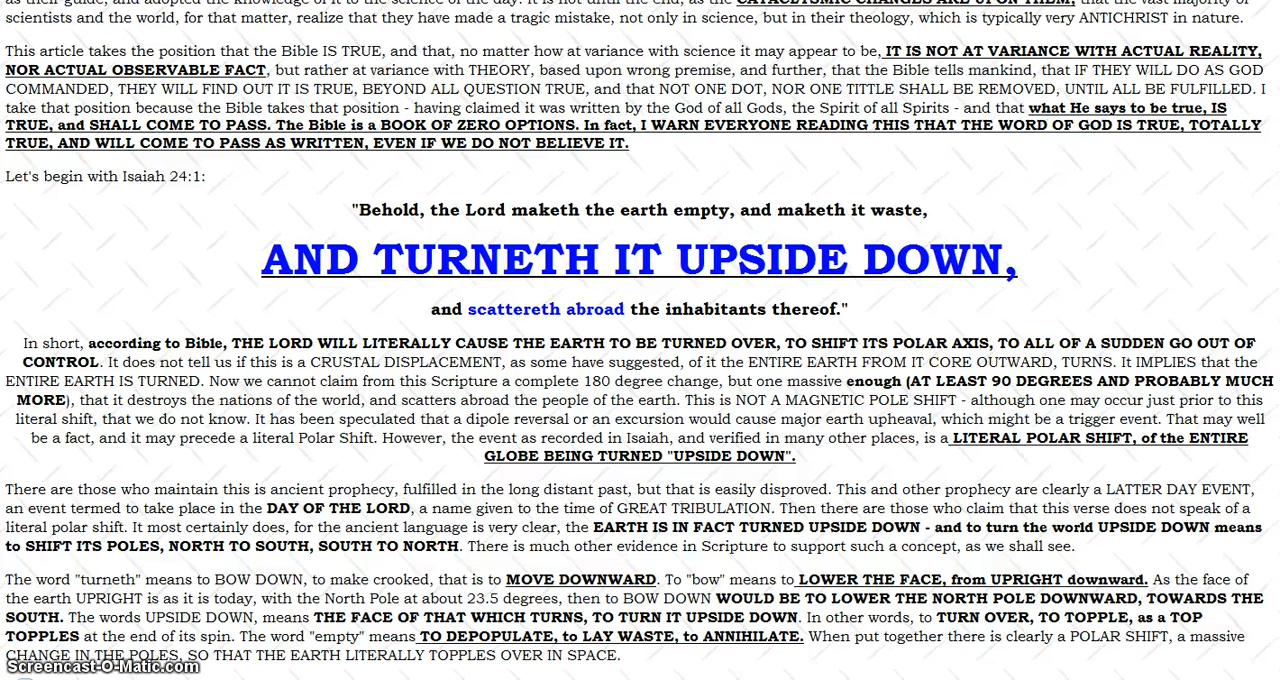 as their guide, and adopted the knowledge of it to the science of the day. It is not until the end, as the CATACLYSMIC CHANGES ARE UPON THEM, that the vast majority of
scientists and the world, for that matter, realize that they have made a tragic mistake, not only in science, but in their theology, which is typically very ANTICHRIST in nature.
This article takes the position that the Bible IS TRUE, and that, no matter how at variance with science it may appear to be, IT IS NOT AT VARIANCE WITH ACTUAL REALITY,
NOR ACTUAL OBSERVABLE FACT, but rather at variance with THEORY, based upon wrong premise, and further, that the Bible tells mankind, that IF THEY WILL DO AS GOD
COMMANDED, THEY WILL FIND OUT IT IS TRUE, BEYOND ALL QUESTION TRUE, and that NOT ONE DOT, NOR ONE TITTLE SHALL BE REMOVED, UNTIL ALL BE FULFILLED. I
take that position because the Bible takes that position - having claimed it was written by the God of all Gods, the Spirit of all Spirits - and that what He says to be true, IS
TRUE, and SHALL COME TO PASS. The Bible is a BOOK OF ZERO OPTIONS. In fact, I WARN EVERYONE READING THIS THAT THE WORD OF GOD IS TRUE, TOTALLY
TRUE, AND WILL COME TO PASS AS WRITTEN, EVEN IF WE DO NOT BELIEVE IT.
Let's begin with Isaiah 24:1:
"Behold, the Lord maketh the earth empty, and maketh it waste,
AND TURNETH IT UPSIDE DOWN,
and scattereth abroad the inhabitants thereof."
In short, according to Bible, THE LORD WILL LITERALLY CAUSE THE EARTH TO BE TURNED OVER, TO SHIFT ITS POLAR AXIS, TO ALL OF A SUDDEN GO OUT OF
CONTROL. It does not tell us if this is a CRUSTAL DISPLACEMENT, as some have suggested, of it the ENTIRE EARTH FROM IT CORE OUTWARD, TURNS. It IMPLIES that the
ENTIRE EARTH IS TURNED. Now we cannot claim from this Scripture a complete 180 degree change, but one massive enough (AT LEAST 90 DEGREES AND PROBABLY MUCH
MORE), that it destroys the nations of the world, and scatters abroad the people of the earth. This is NOT A MAGNETIC POLE SHIFT - although one may occur just prior to this
literal shift, that we do not know. It has been speculated that a dipole reversal or an excursion would cause major earth upheaval, which might be a trigger event. That may well
be a fact, and it may precede a literal Polar Shift. However, the event as recorded in Isaiah, and verified in many other places, is a LITERAL POLAR SHIFT, of the ENTIRE
GLOBE BEING TURNED "UPSIDE DOWN".
There are those who maintain this is ancient prophecy, fulfilled in the long distant past, but that is easily disproved. This and other prophecy are clearly a LATTER DAY EVENT,
an event termed to take place in the DAY OF THE LORD, a name given to the time of GREAT TRIBULATION. Then there are those who claim that this verse does not speak of a
literal polar shift. It most certainly does, for the ancient language is very clear, the EARTH IS IN FACT TURNED UPSIDE DOWN - and to turn the world UPSIDE DOWN means
to SHIFT ITS POLES, NORTH TO SOUTH, SOUTH TO NORTH. There is much other evidence in Scripture to support such a concept, as we shall see.
The word "turneth" means to BOW DOWN, to make crooked, that is to MOVE DOWNWARD. To "bow" means to LOWER THE FACE, from UPRIGHT downward. As the face of
the earth UPRIGHT is as it is today, with the North Pole at about 23.5 degrees, then to BOW DOWN WOULD BE TO LOWER THE NORTH POLE DOWNWARD, TOWARDS THE
SOUTH. The words UPSIDE DOWN, means THE FACE OF THAT WHICH TURNS, TO TURN IT UPSIDE DOWN. In other words, to TURN OVER, TO TOPPLE, as a TOP
TOPPLES at the end of its spin. The word "empty" means TO DEPOPULATE, to LAY WASTE, to ANNIHILATE. When put together there is clearly a POLAR SHIFT, a massive
CHANGE IN THE POLES, SO THAT THE EARTH LITERALLY TOPPLES OVER IN SPACE.
Screencast-O-Matic.com